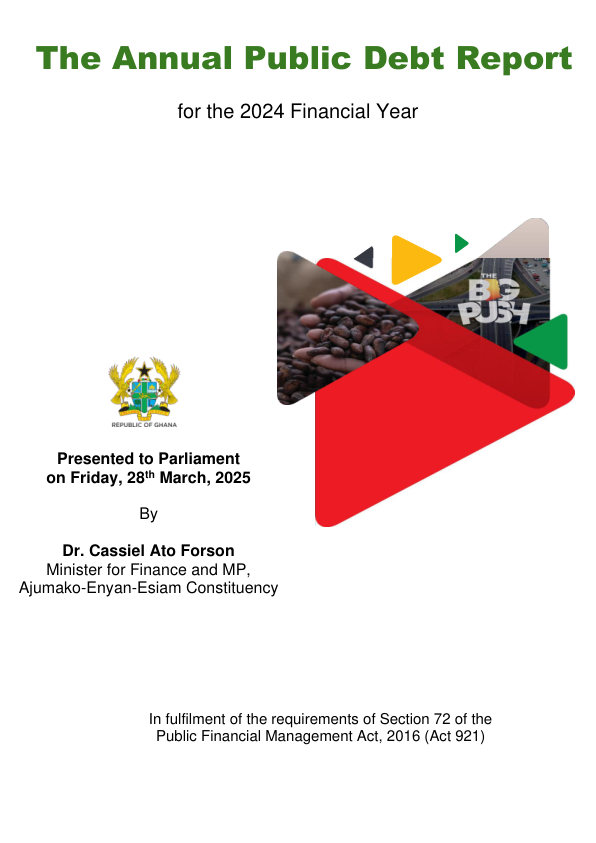 The Annual Public Debt Report
for the 2024 Financial Year
THE
BIG
PUSH
REPUBLIC OF GHANA
Presented to Parliament
on Friday, 28th March, 2025
By
Dr. Cassiel Ato Forson
Minister for Finance and MP,
Ajumako-Enyan-Esiam Constituency
In fulfilment of the requirements of Section 72 of the
Public Financial Management Act, 2016 (Act 921)